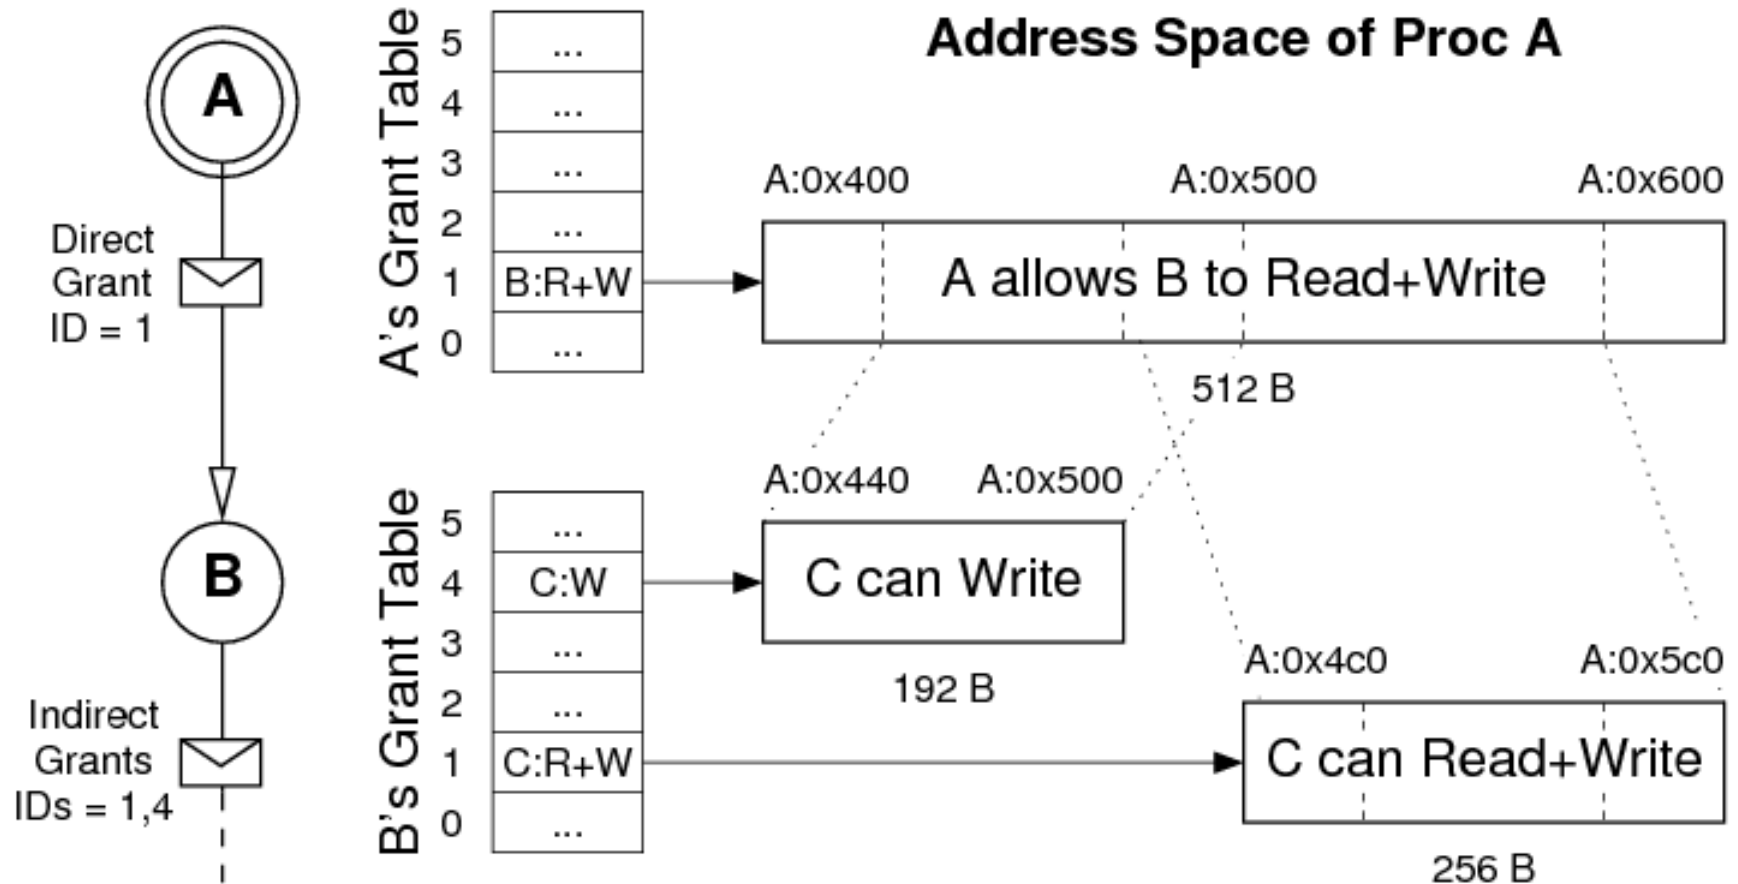 Address Space of Proc A
A
Direct
Grant
ID = 1
B
Indirect
Grants
IDs = 1,4
A's Grant Table
5 ...
4 ...
3 ...
2 ...
1 B:R+W
0 ...
A:0x400 A:0x500 A:0x600
A allows B to Read+Write
512 B
B's Grant Table
5 ...
4 C:W
3 ...
2 ...
1 C:R+W
0 ...
A:0x440 A:0x500
C can Write
192 B
A:0x4c0 A:0x5c0
C can Read+Write
256 B